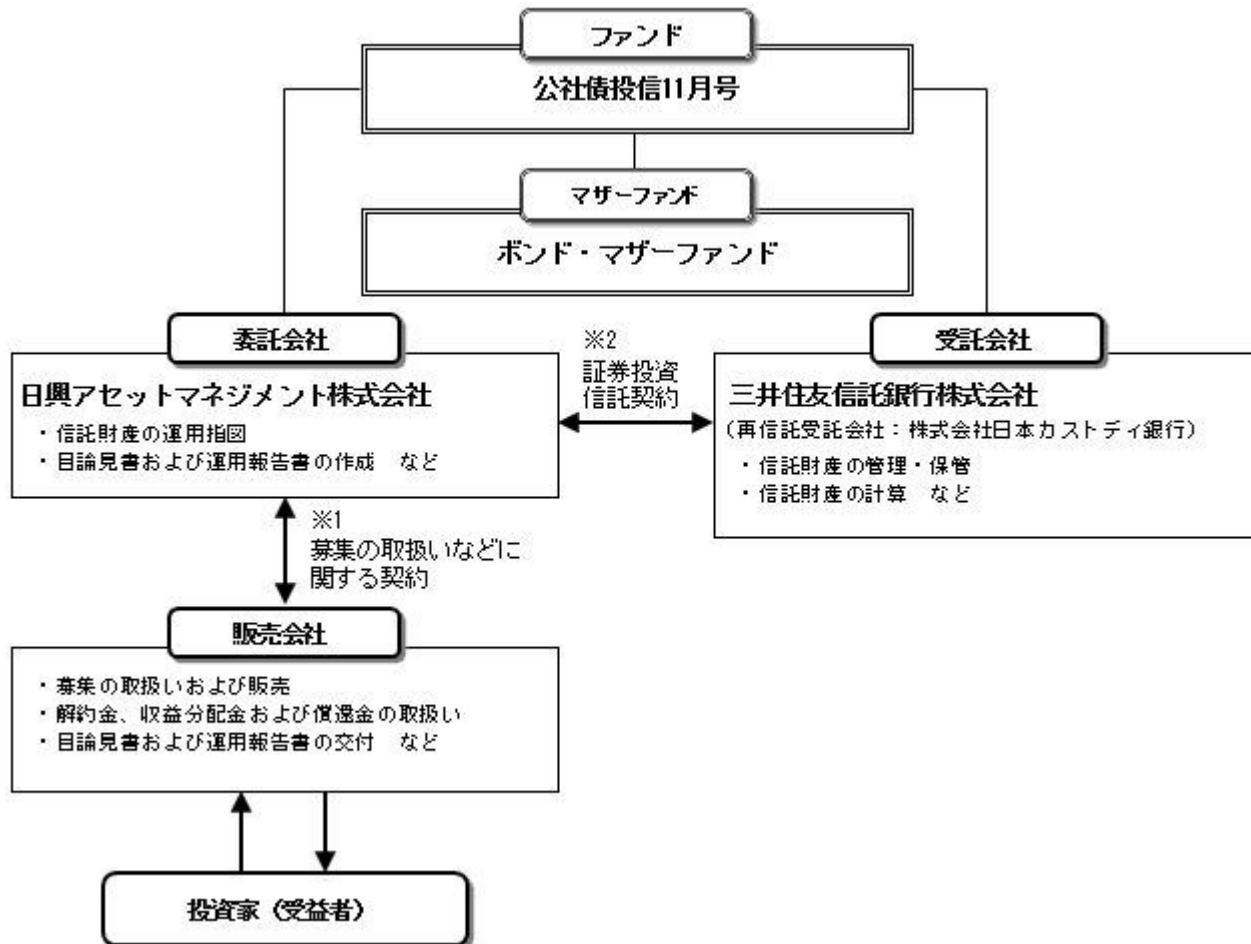 ファンド
公社債投信11月号
マザーファンド
ボンド・マザーファンド
委託会社
日興アセットマネジメント株式会社
・信託財産の運用指図
・目論見書および運用報告書の作成 など
※2
証券投資
信託契約
受託会社
三井住友信託銀行株式会社
（再信託受託会社：株式会社日本カストディ銀行）
・信託財産の管理・保管
・信託財産の計算 など
※1
募集の取扱いなどに
関する契約
販売会社
・募集の取扱いおよび販売
・解約金、収益分配金および償還金の取扱い
・目論見書および運用報告書の交付 など
投資家（受益者）